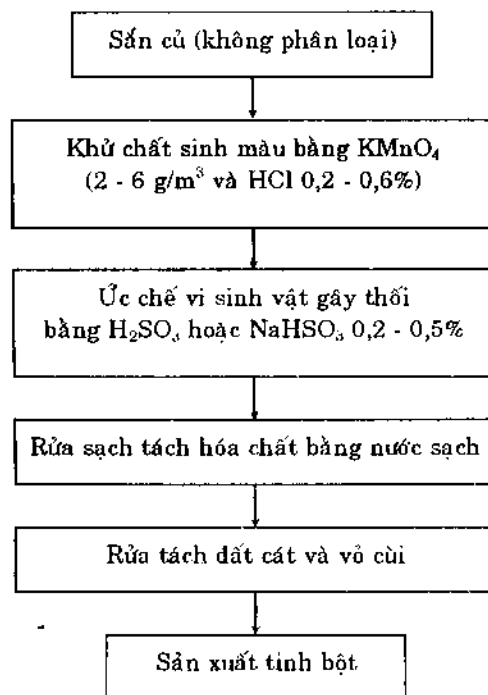 Sắn củ (không phân loại)
Khử chất sinh màu bằng KMnO₄
(2 - 6 g/m³ và HCl 0,2 - 0,6%)
Ức chế vi sinh vật gây thối
bằng H₂SO₃ hoặc NaHSO₃ 0,2 - 0,5%
Rửa sạch tách hóa chất bằng nước sạch
Rửa tách đất cát và vỏ cùi
Sản xuất tinh bột